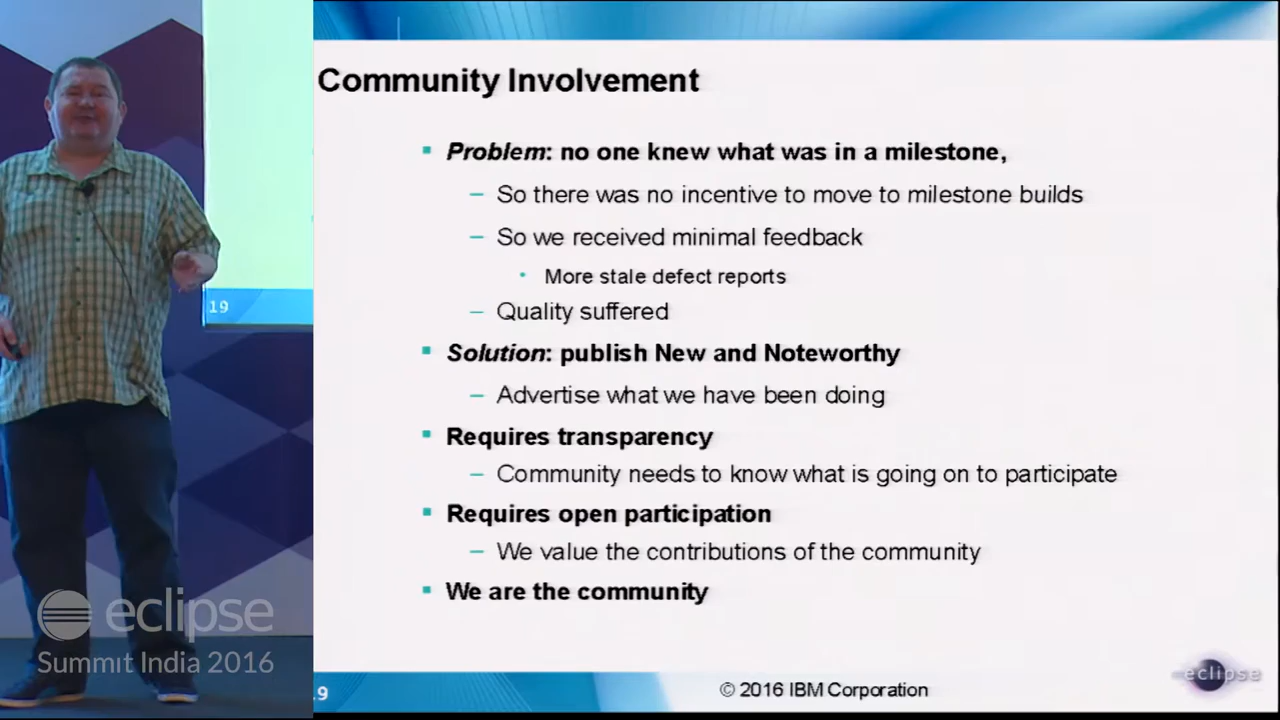 Community Involvement
Problem: no one knew what was in a milestone,
– So there was no incentive to move to milestone builds
– So we received minimal feedback
More stale defect reports
– Quality suffered
Solution: publish New and Noteworthy
– Advertise what we have been doing
Requires transparency
– Community needs to know what is going on to participate
Requires open participation
– We value the contributions of the community
We are the community
19
eclipse
Summit India 2016
9
© 2016 IBM Corporation
eclipse